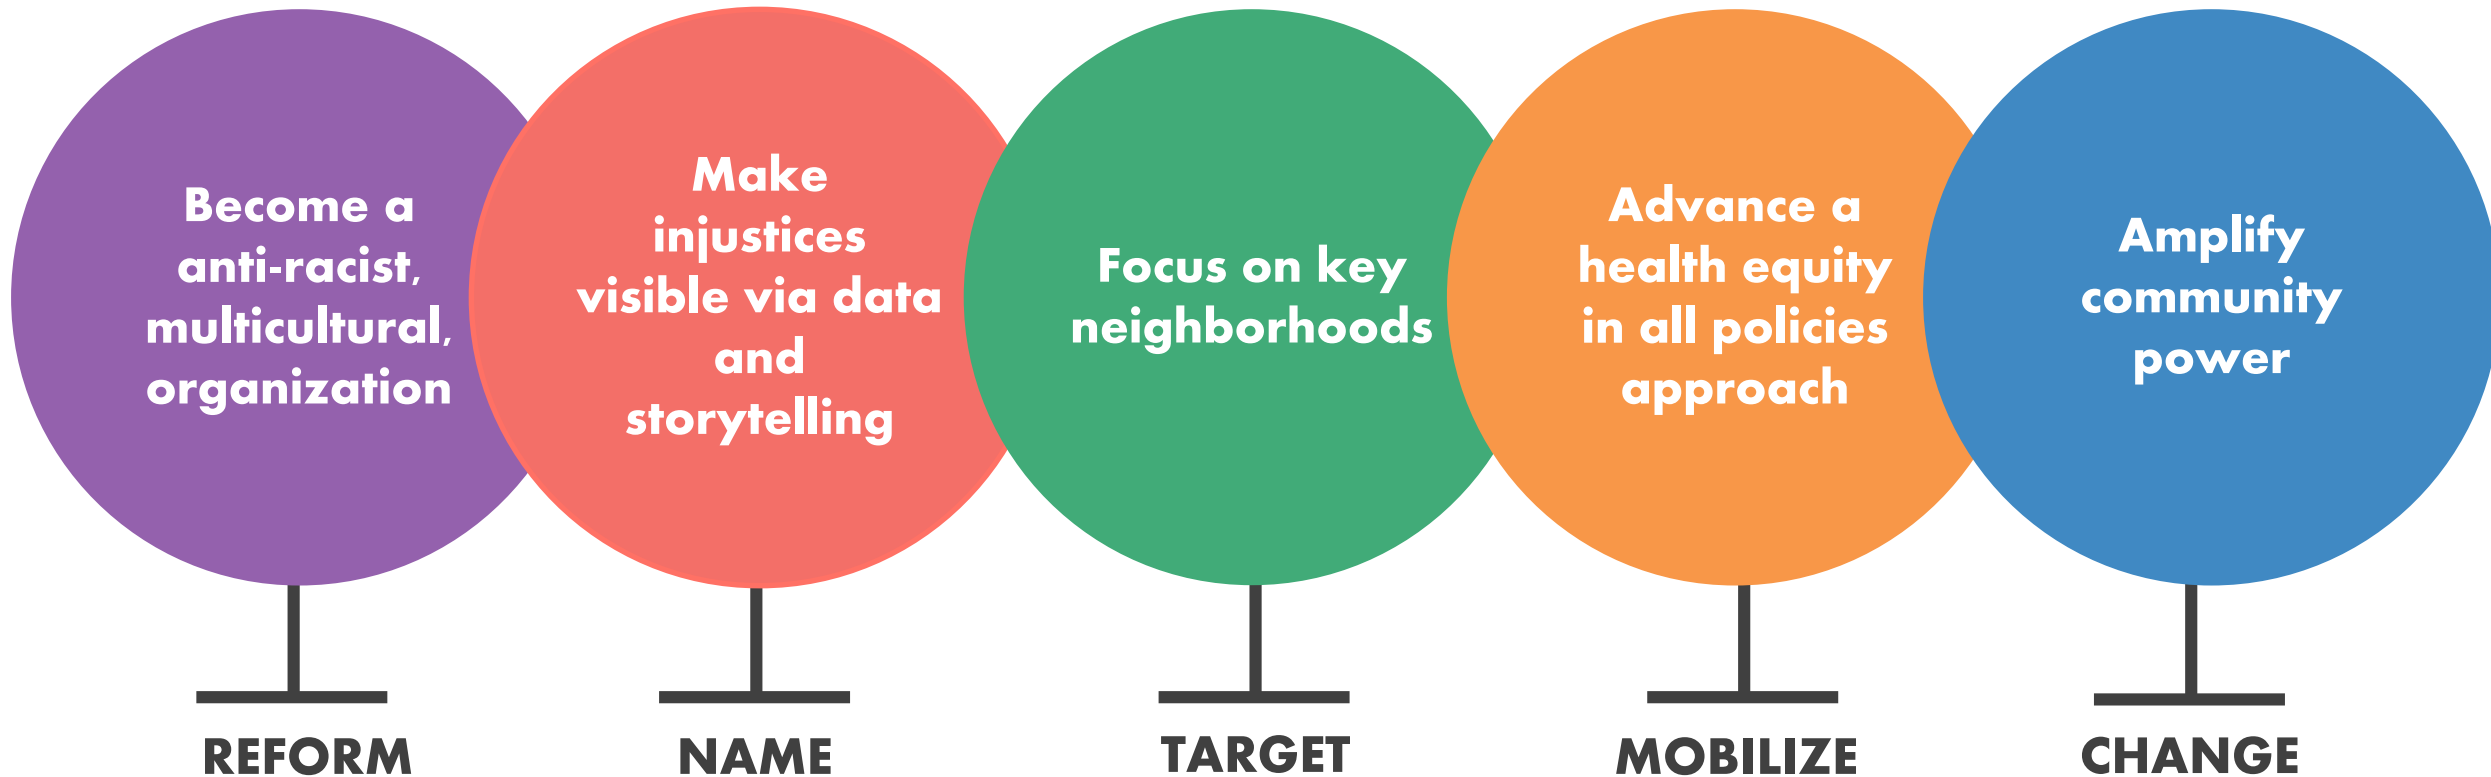 Become a
anti-racist,
multicultural,
organization
Make
injustices
visible via data
and
storytelling
Focus on key
neighborhoods
Advance a
health equity
in all policies
approach
Amplify
community
power
REFORM
NAME
TARGET
MOBILIZE
CHANGE